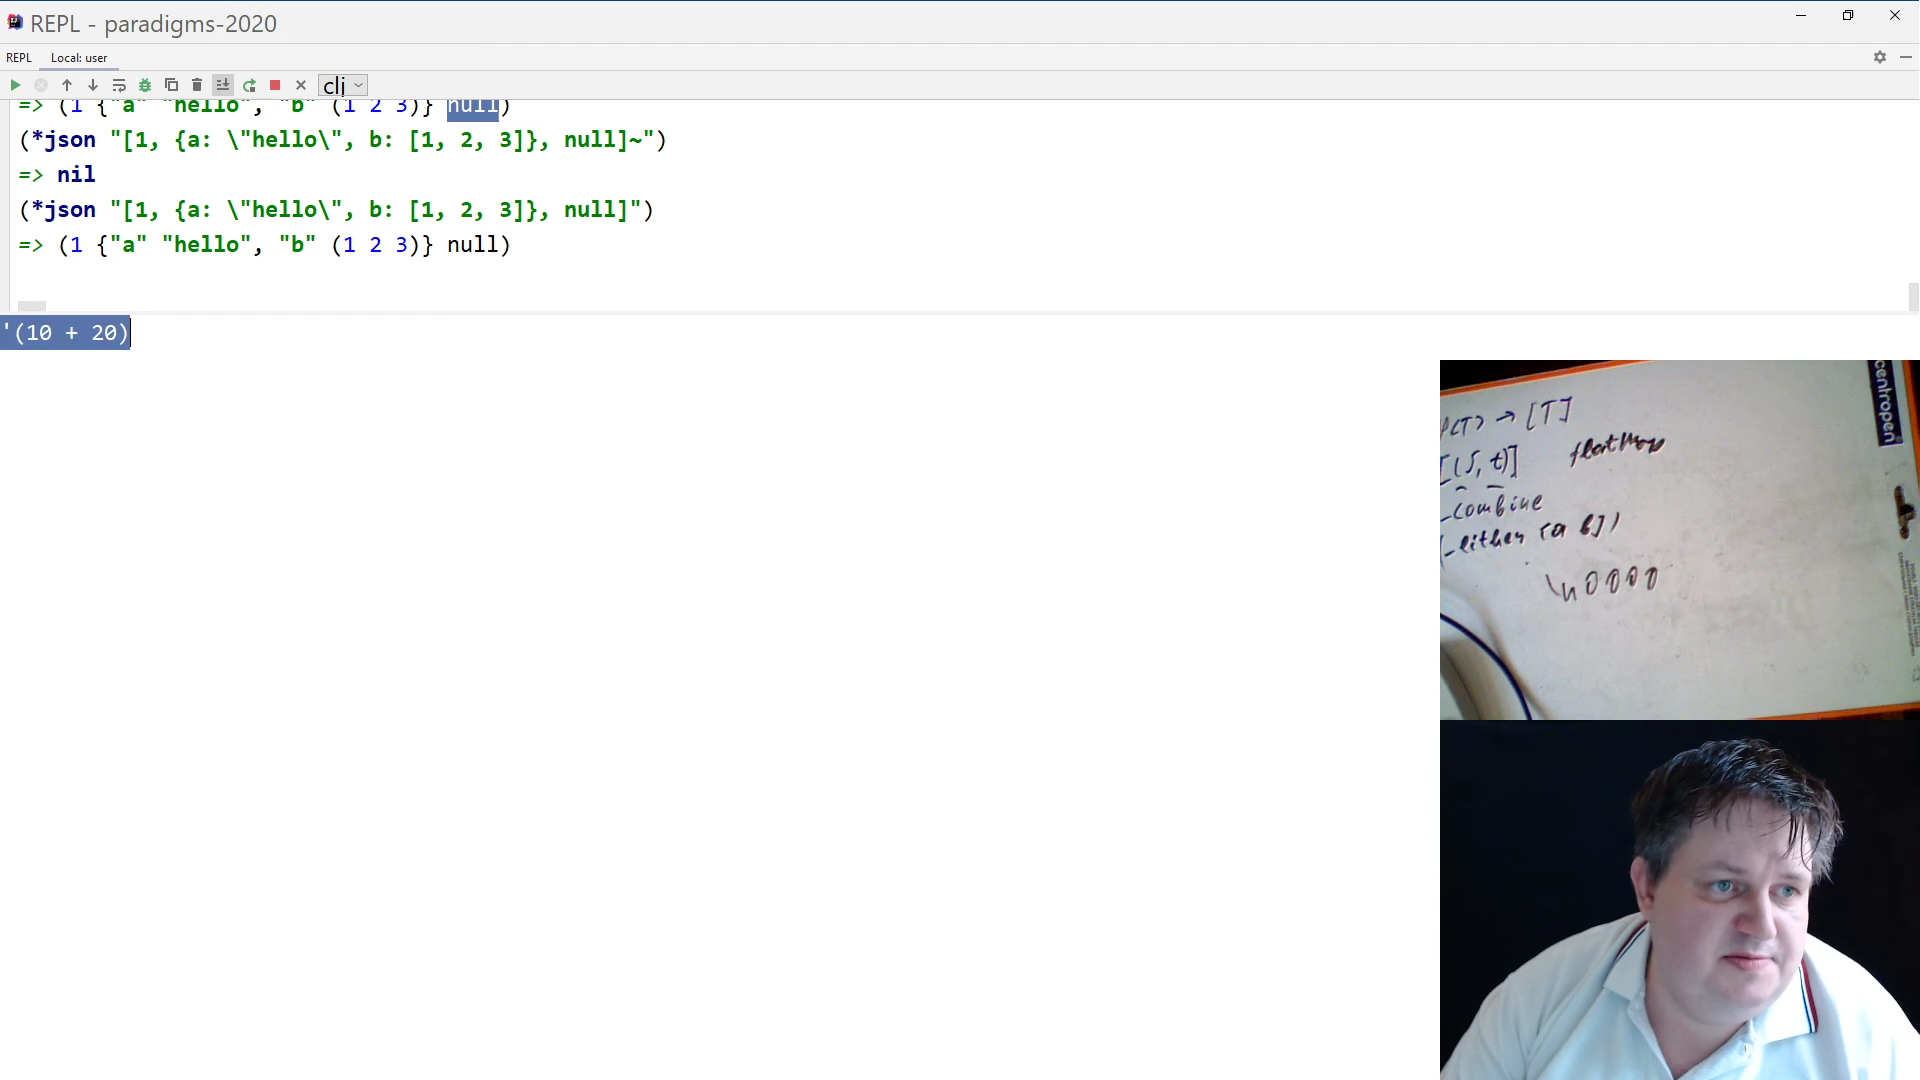 REPL - paradigms-2020
REPL Local: user
clj
=> (1 {"a" "hello", "b" (1 2 3)} null)
(*json "[1, {a: \"hello\", b: [1, 2, 3]}, null]~")
=> nil
(*json "[1, {a: \"hello\", b: [1, 2, 3]}, null]")
=> (1 {"a" "hello", "b" (1 2 3)} null)
'(10 + 20)
centropen
→ [T]
[(s, t)] flatMap
_combine
(_either [a b])
\u0000